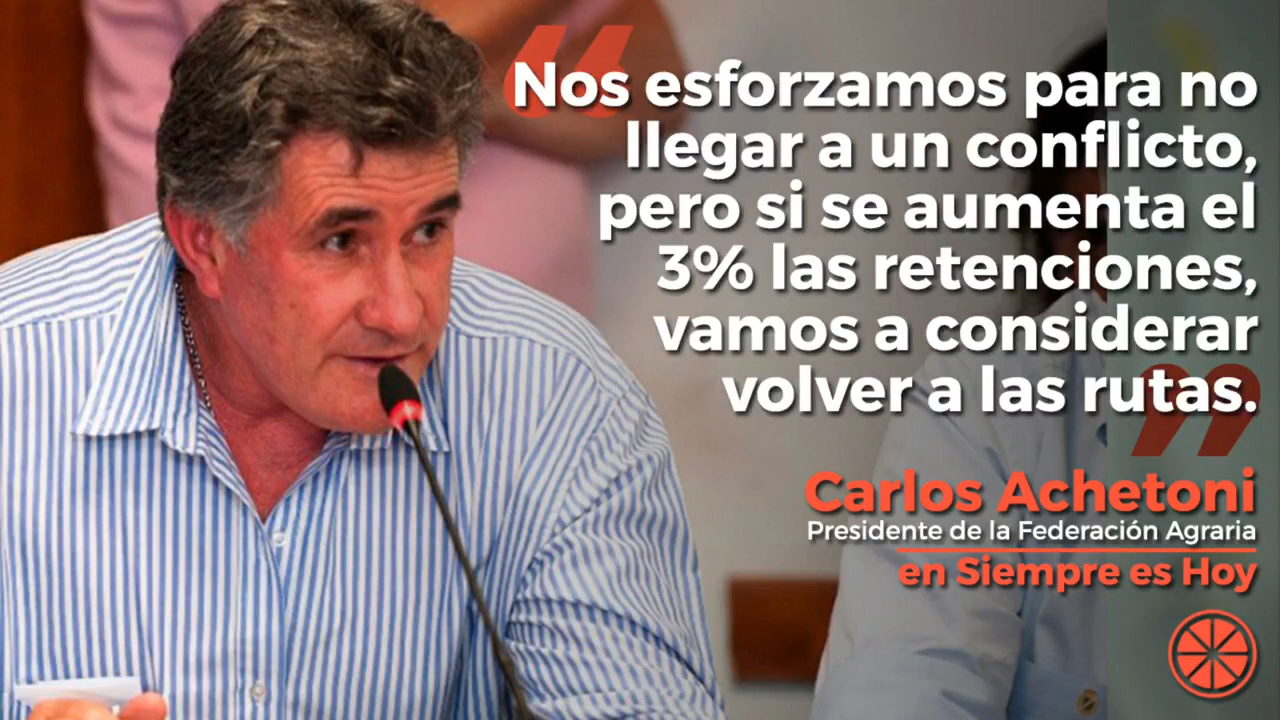 “Nos esforzamos para no
llegar a un conflicto,
pero si se aumenta el
3% las retenciones,
vamos a considerar
volver a las rutas.”
Carlos Achetoni
Presidente de la Federación Agraria
en Siempre es Hoy